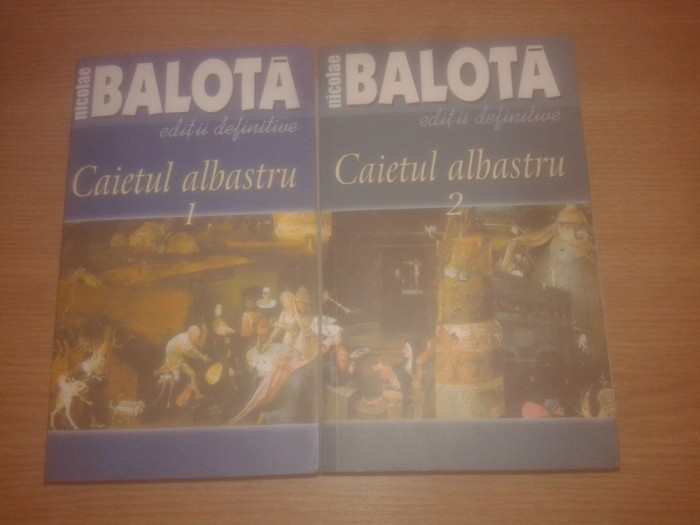 nicolae
BALOTĂ
ediții definitive
Caietul albastru
1
nicolae
BALOTĂ
ediții definitive
Caietul albastru
2